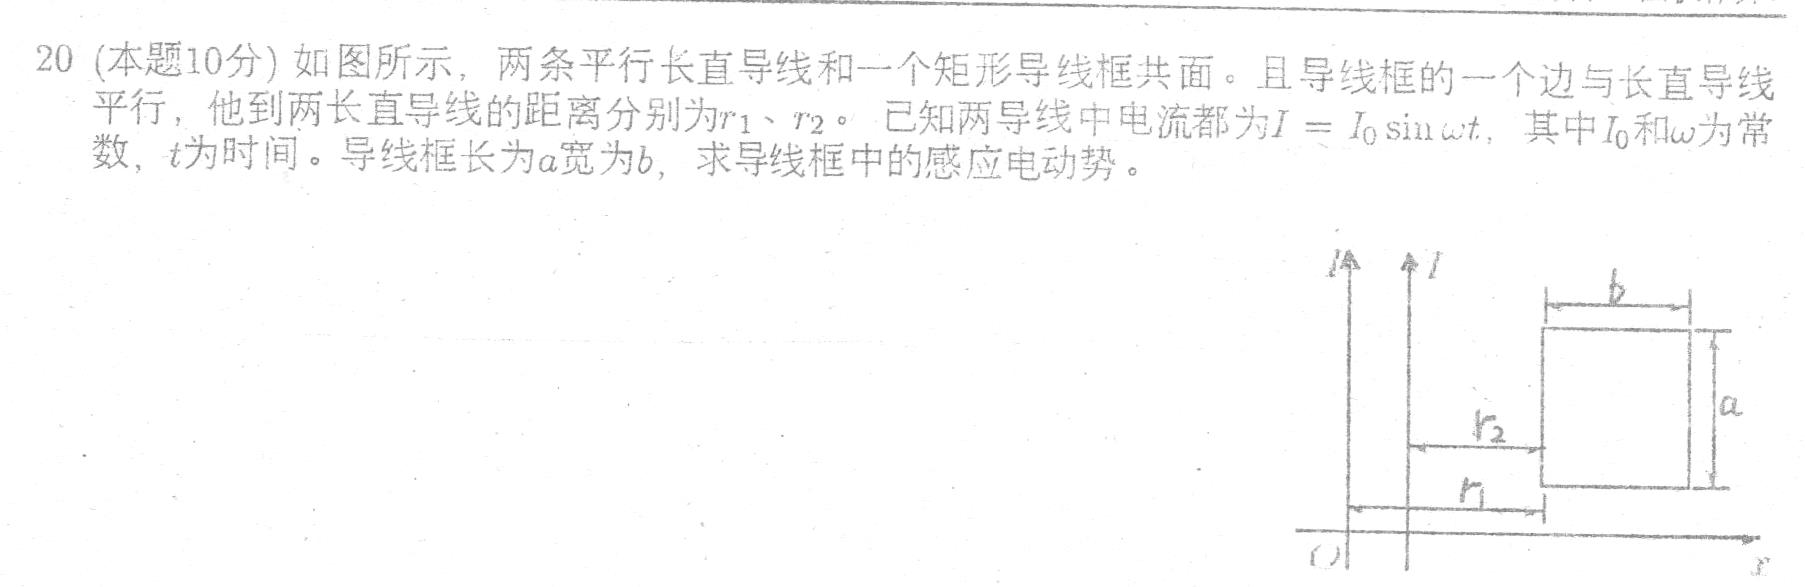 20 (本题10分) 如图所示，两条平行长直导线和一个矩形导线框共面。且导线框的一个边与长直导线
平行，他到两长直导线的距离分别为r₁、r₂。 已知两导线中电流都为I = I₀ sin ωt，其中I₀和ω为常
数，t为时间。导线框长为a宽为b，求导线框中的感应电动势。
I I
b
a
r₂
r₁
O x